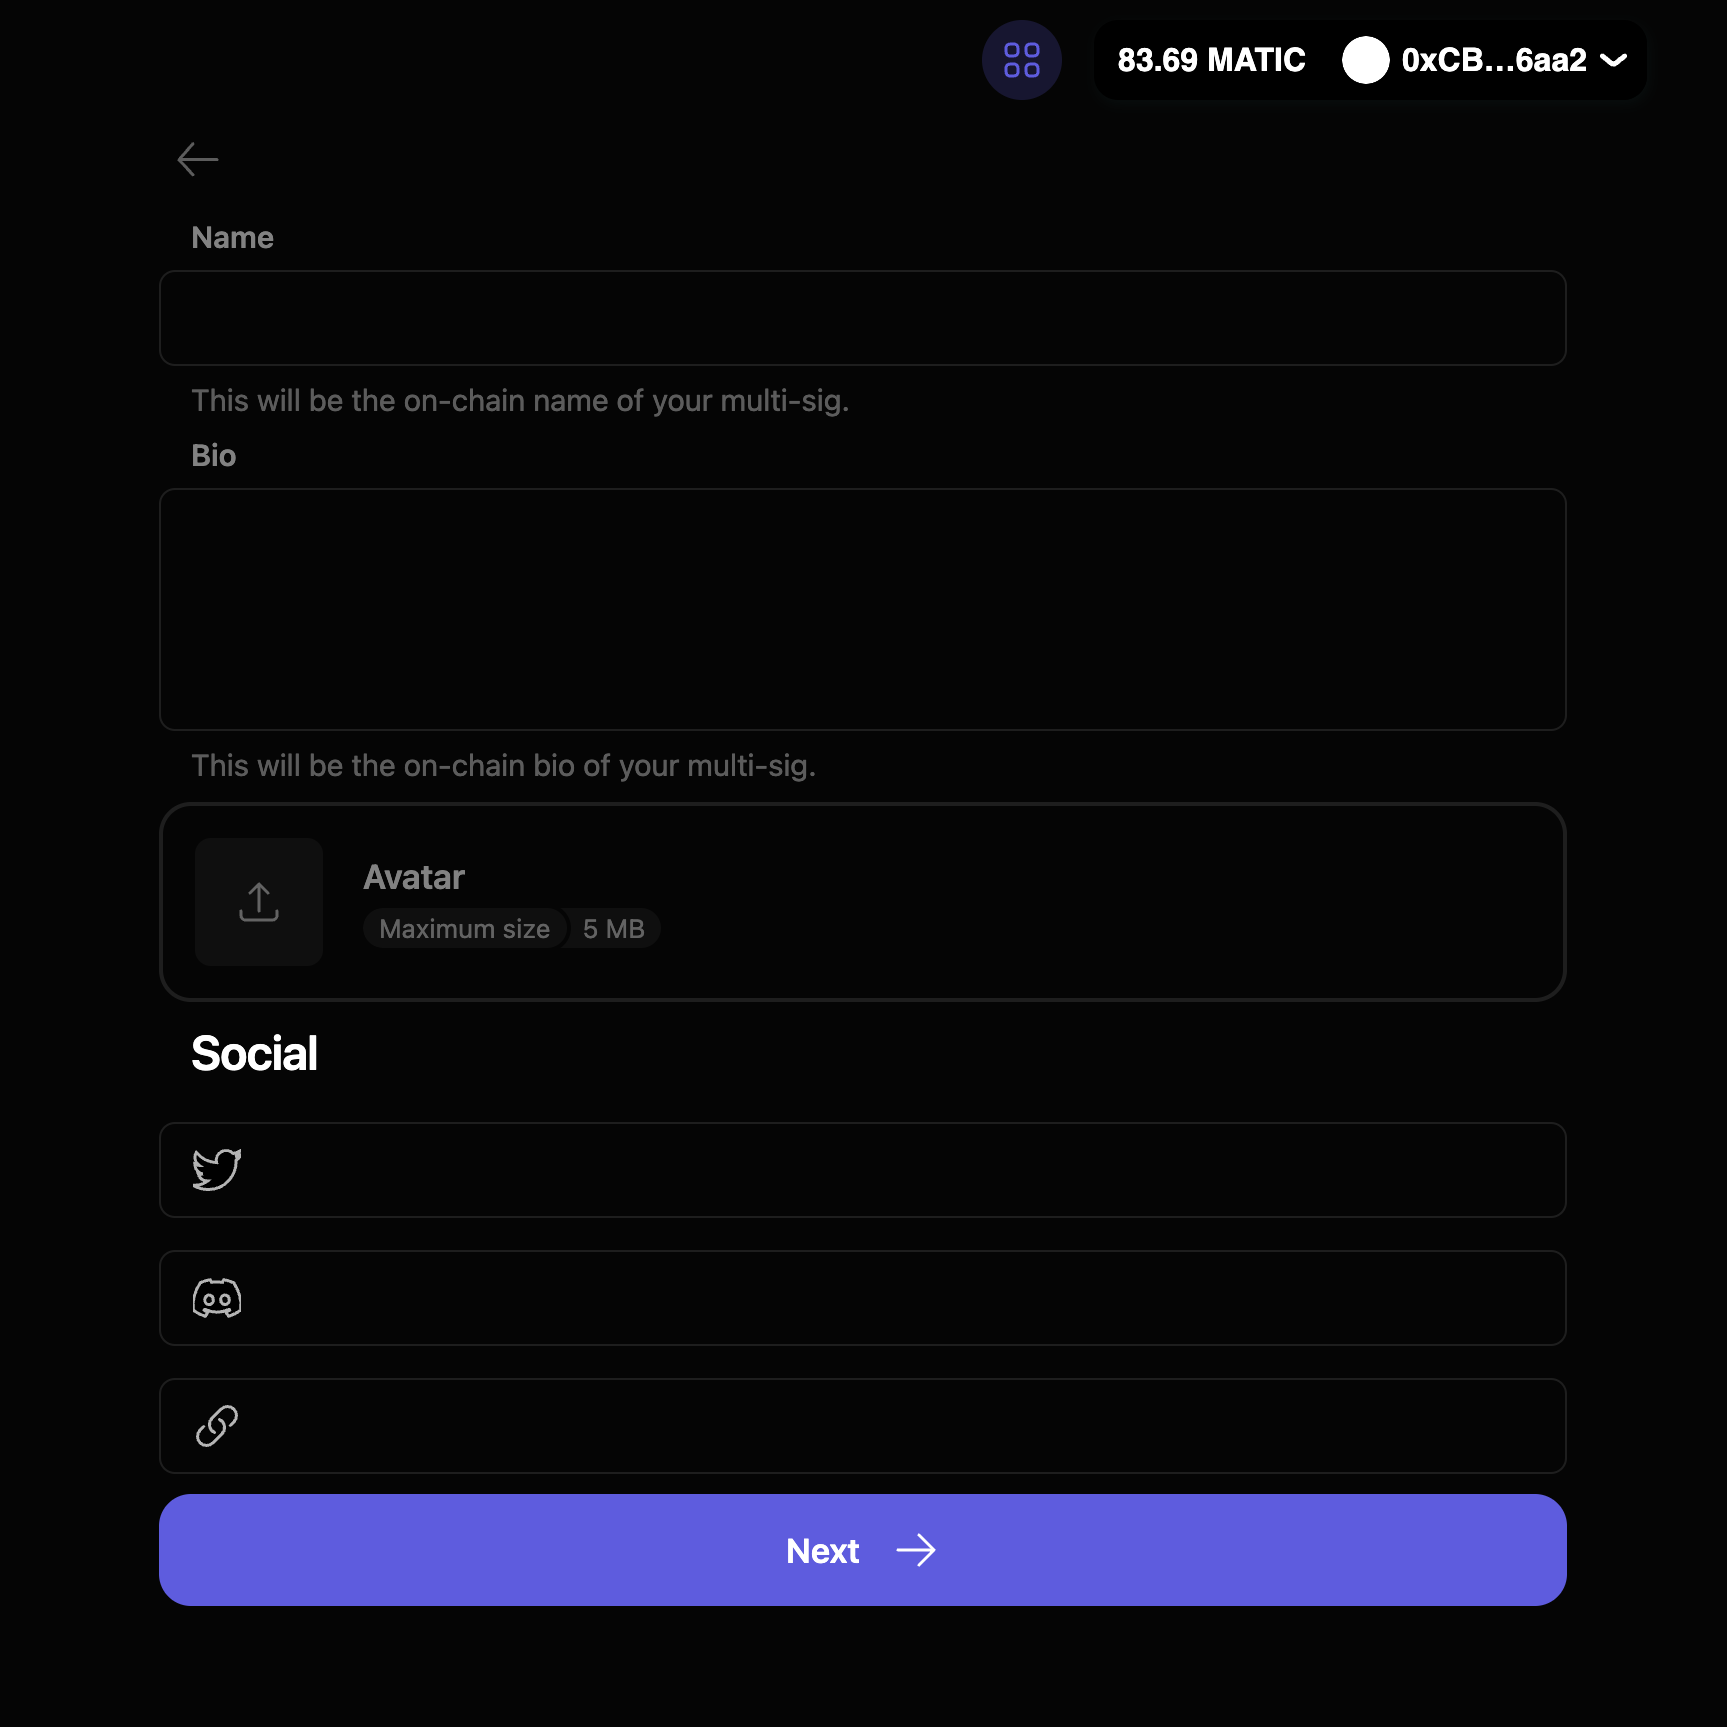 83.69 MATIC
0xCB...6aa2
Name
This will be the on-chain name of your multi-sig.
Bio
This will be the on-chain bio of your multi-sig.
Avatar
Maximum size 5 MB
Social
Next